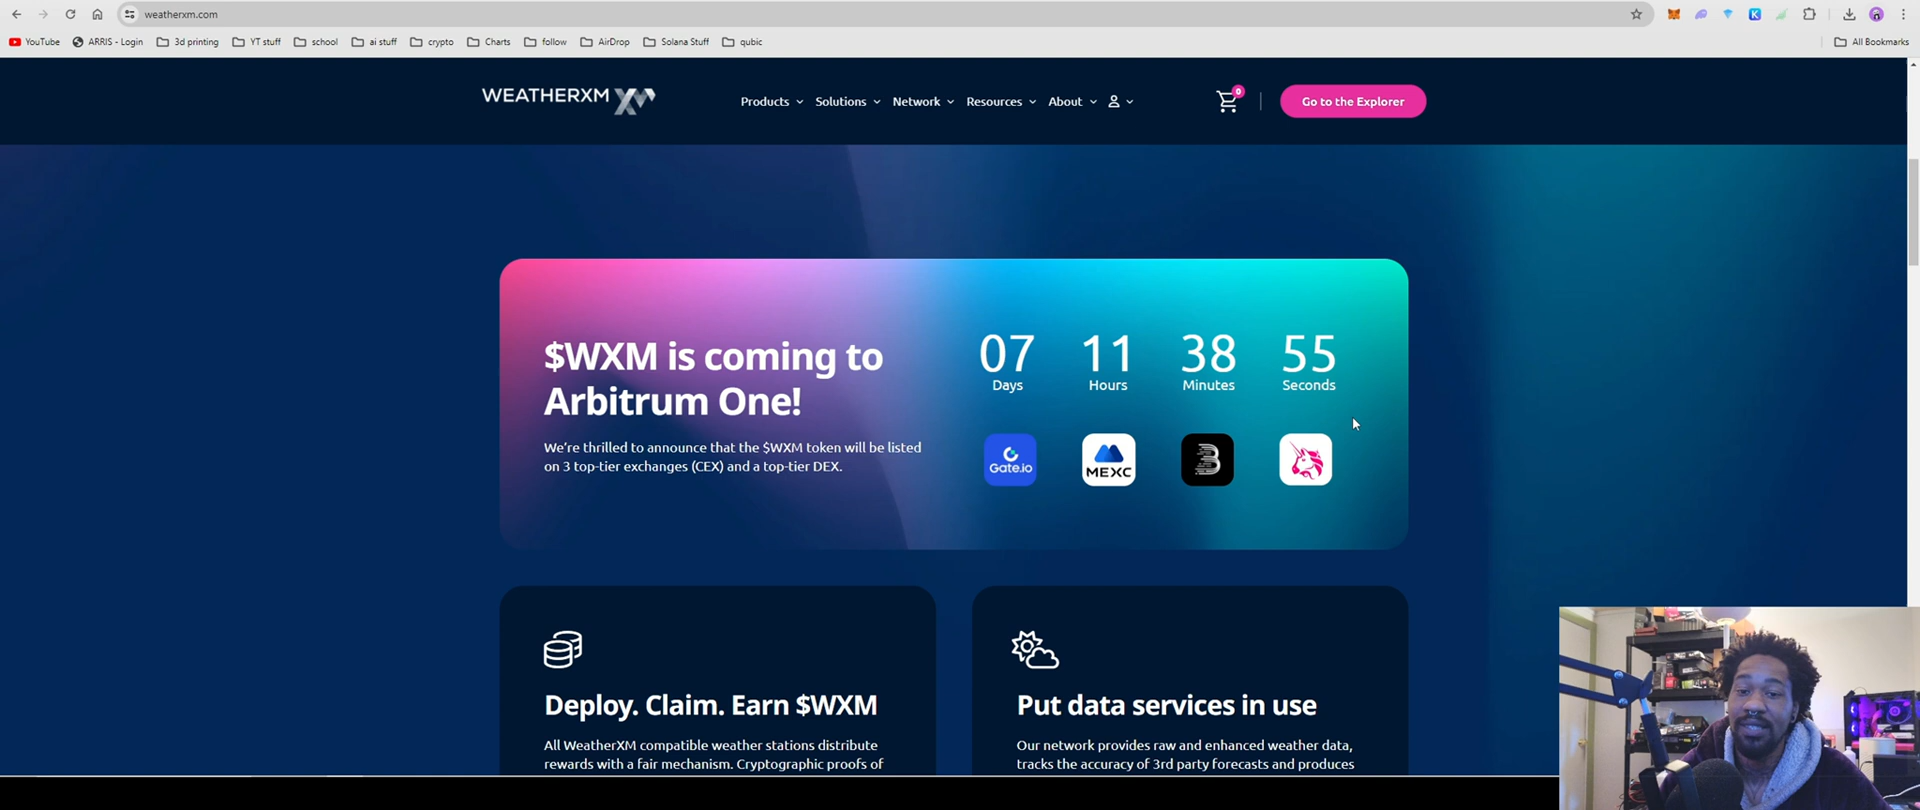 weatherxm.com
YouTube ARRIS - Login 3d printing YT stuff school ai stuff crypto Charts follow AirDrop Solana Stuff qubic All Bookmarks
WEATHERXM Products Solutions Network Resources About 0 Go to the Explorer
$WXM is coming to
Arbitrum One!
We're thrilled to announce that the $WXM token will be listed
on 3 top-tier exchanges (CEX) and a top-tier DEX.
07 11 38 55
Days Hours Minutes Seconds
Gate.io MEXC
Deploy. Claim. Earn $WXM
All WeatherXM compatible weather stations distribute
rewards with a fair mechanism. Cryptographic proofs of
Put data services in use
Our network provides raw and enhanced weather data,
tracks the accuracy of 3rd party forecasts and produces